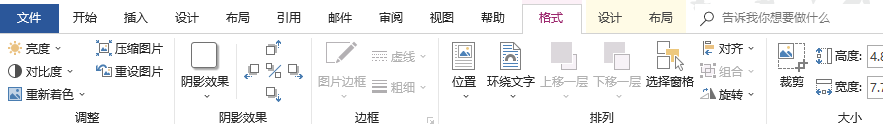 文件 开始 插入 设计 布局 引用 邮件 审阅 视图 帮助 格式 设计 布局 告诉我你想要做什么
亮度 压缩图片 虚线 对齐 高度: 4.8
对比度 重设图片 阴影效果 图片边框 位置 环绕文字 上移一层 下移一层 选择窗格 组合 裁剪
重新着色 粗细 旋转 宽度: 7.7
调整 阴影效果 边框 排列 大小